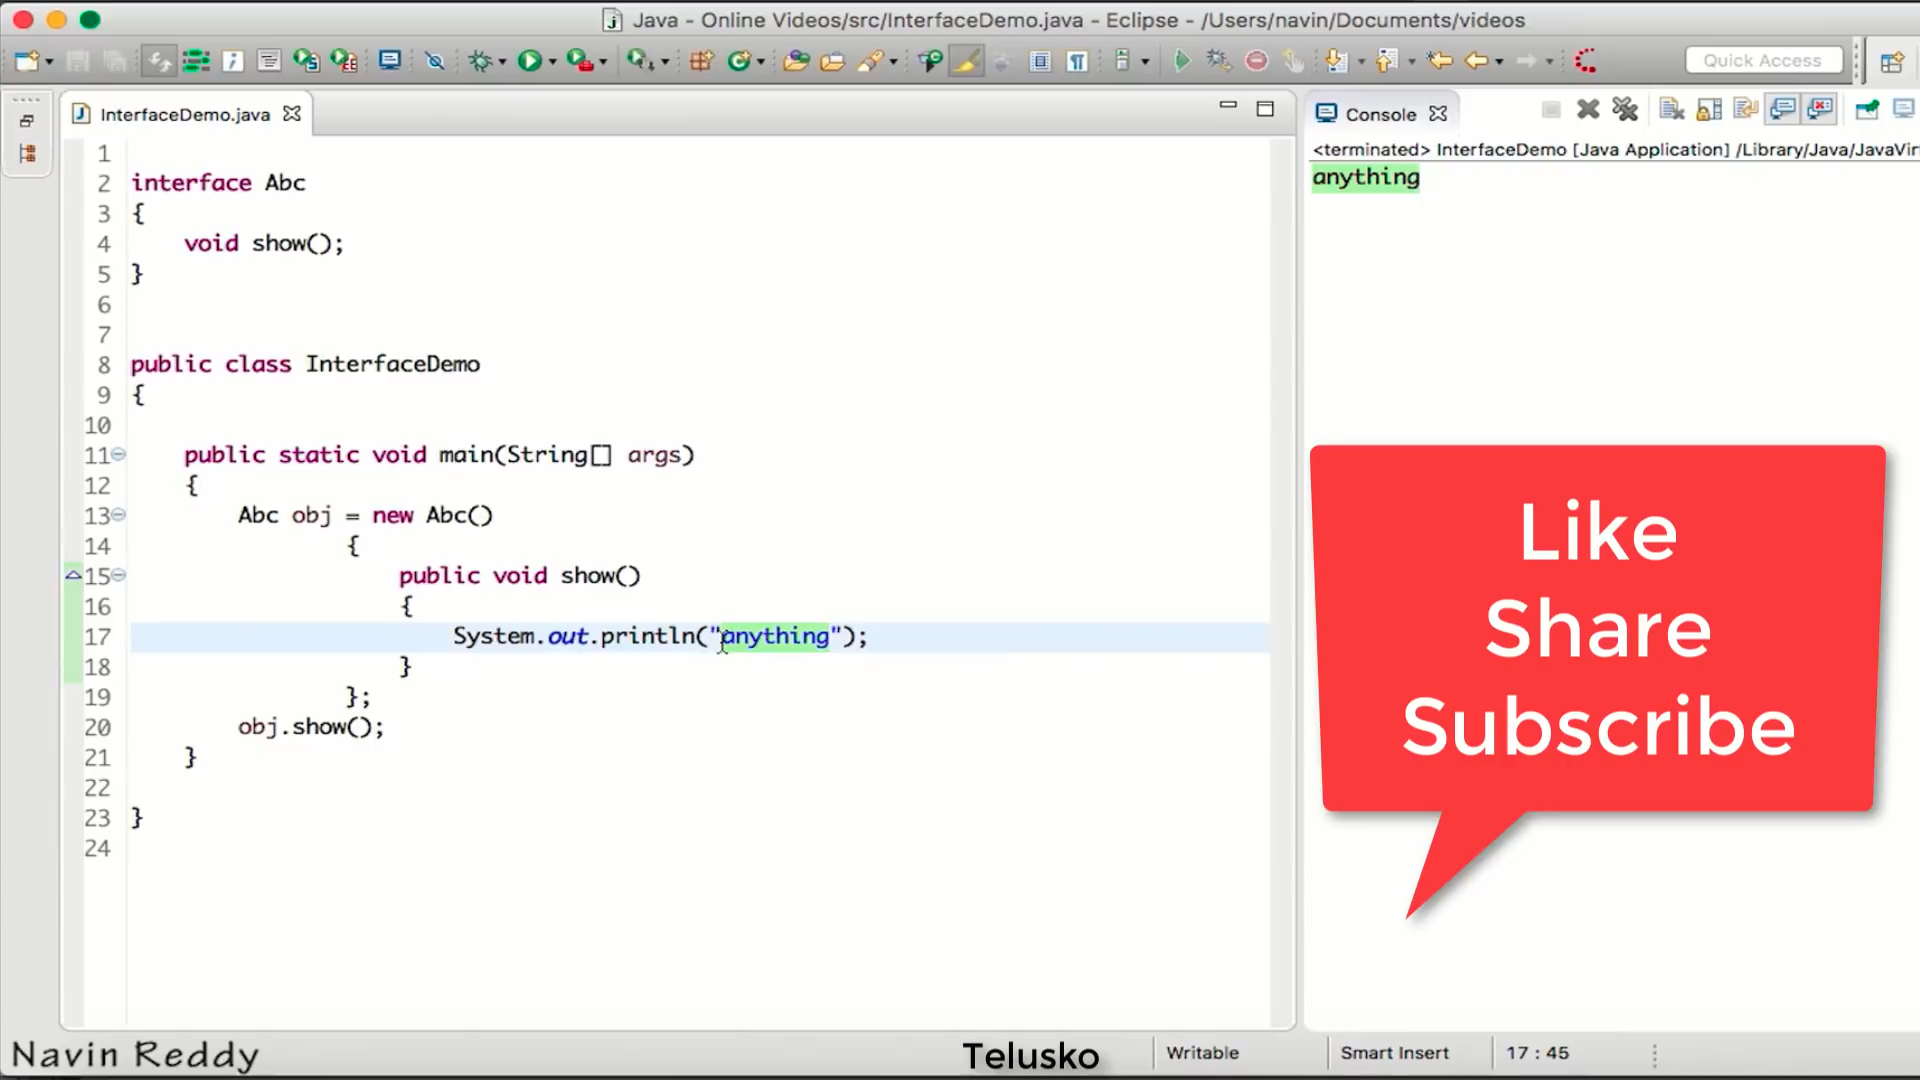 Java - Online Videos/src/InterfaceDemo.java - Eclipse - /Users/navin/Documents/videos
Quick Access
InterfaceDemo.java
1
2 interface Abc
3 {
4 void show();
5 }
6
7
8 public class InterfaceDemo
9 {
10
11 public static void main(String[] args)
12 {
13 Abc obj = new Abc()
14 {
15 public void show()
16 {
17 System.out.println("anything");
18 }
19 };
20 obj.show();
21 }
22
23 }
24
Console
<terminated> InterfaceDemo [Java Application] /Library/Java/JavaVir
anything
Like
Share
Subscribe
Navin Reddy
Telusko
Writable
Smart Insert
17 : 45